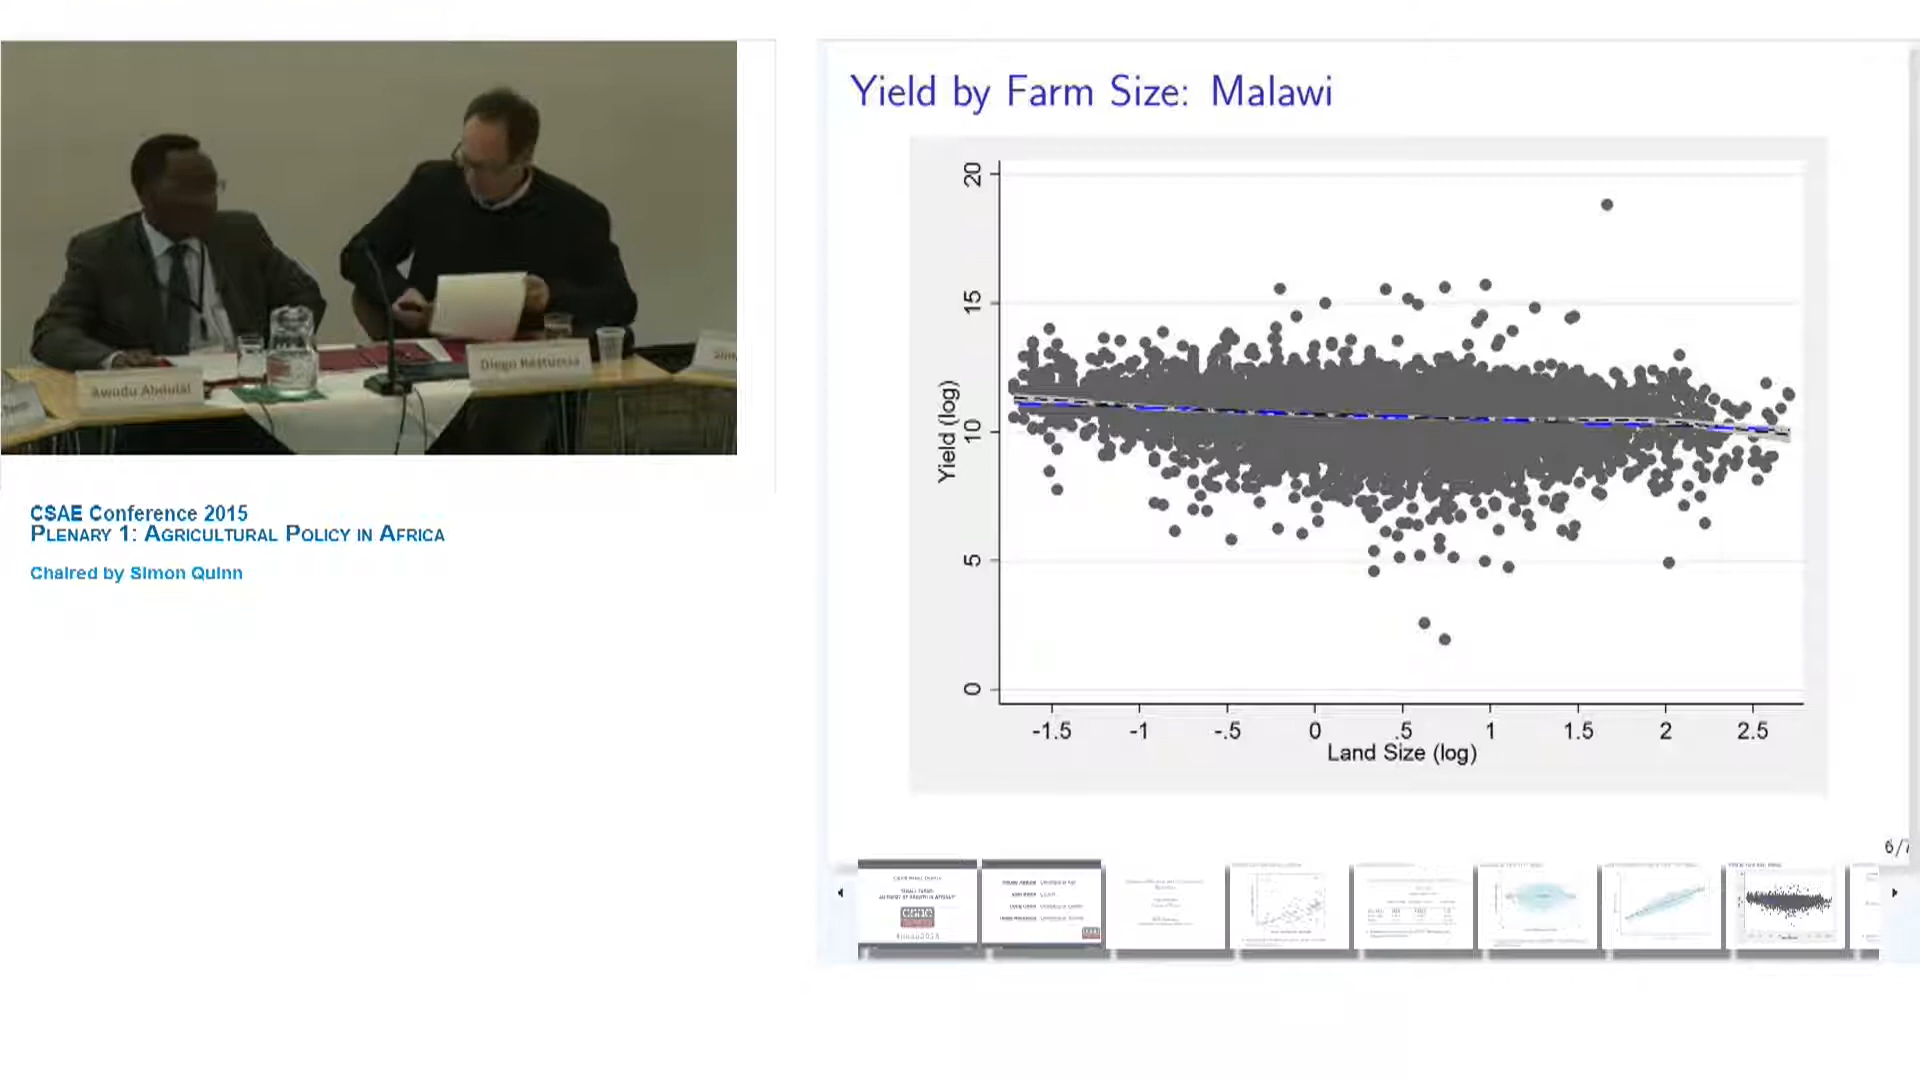 Awudu Abdulai
Diego Restuccia
CSAE Conference 2015
PLENARY 1: AGRICULTURAL POLICY IN AFRICA
Chaired by Simon Quinn
Yield by Farm Size: Malawi
Yield (log)
20
15
10
5
0
-1.5 -1 -.5 0 .5 1 1.5 2 2.5
Land Size (log)
csae